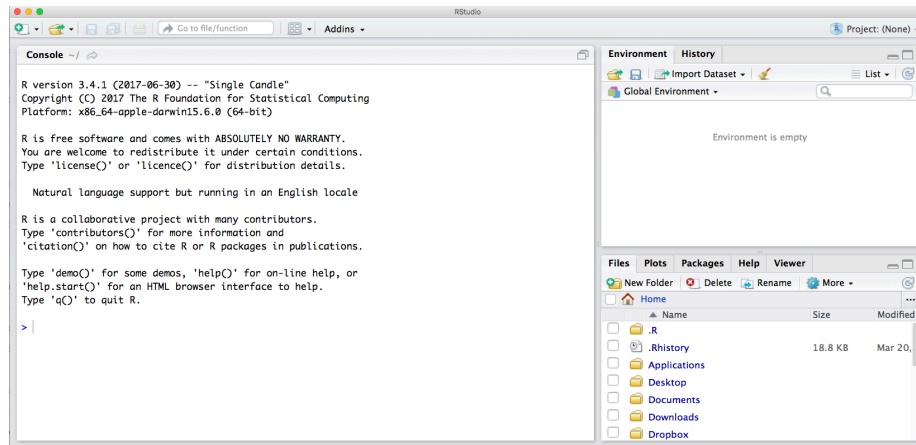 RStudio
Go to file/function
Addins
Project: (None)
Console ~/
R version 3.4.1 (2017-06-30) -- "Single Candle"
Copyright (C) 2017 The R Foundation for Statistical Computing
Platform: x86_64-apple-darwin15.6.0 (64-bit)
R is free software and comes with ABSOLUTELY NO WARRANTY.
You are welcome to redistribute it under certain conditions.
Type 'license()' or 'licence()' for distribution details.
Natural language support but running in an English locale
R is a collaborative project with many contributors.
Type 'contributors()' for more information and
'citation()' on how to cite R or R packages in publications.
Type 'demo()' for some demos, 'help()' for on-line help, or
'help.start()' for an HTML browser interface to help.
Type 'q()' to quit R.
>
Environment History
Import Dataset List
Global Environment
Environment is empty
Files Plots Packages Help Viewer
New Folder Delete Rename More
Home ...
Name Size Modified
.R
.Rhistory 18.8 KB Mar 20,
Applications
Desktop
Documents
Downloads
Dropbox